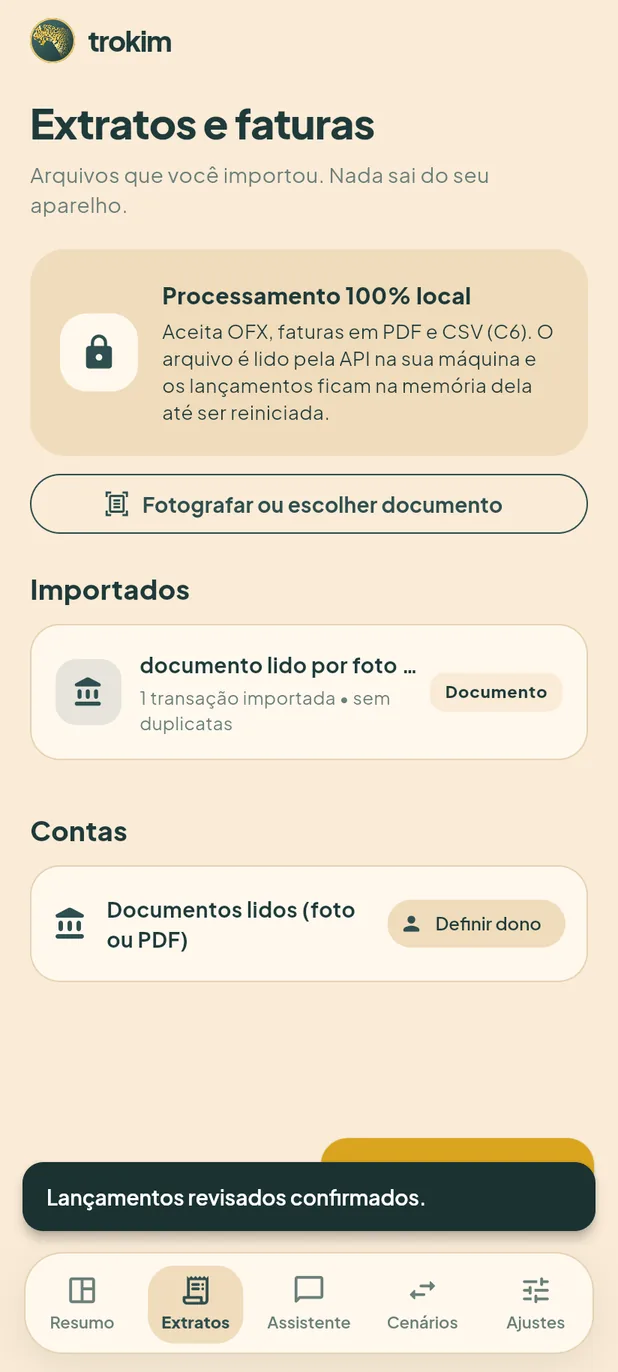 trokim
Extratos e faturas
Arquivos que você importou. Nada sai do seu
aparelho.
Processamento 100% local
Aceita OFX, faturas em PDF e CSV (C6). O
arquivo é lido pela API na sua máquina e
os lançamentos ficam na memória dela
até ser reiniciada.
Fotografar ou escolher documento
Importados
documento lido por foto ...
1 transação importada • sem
duplicatas
Documento
Contas
Documentos lidos (foto
ou PDF)
Definir dono
Lançamentos revisados confirmados.
Resumo
Extratos
Assistente
Cenários
Ajustes